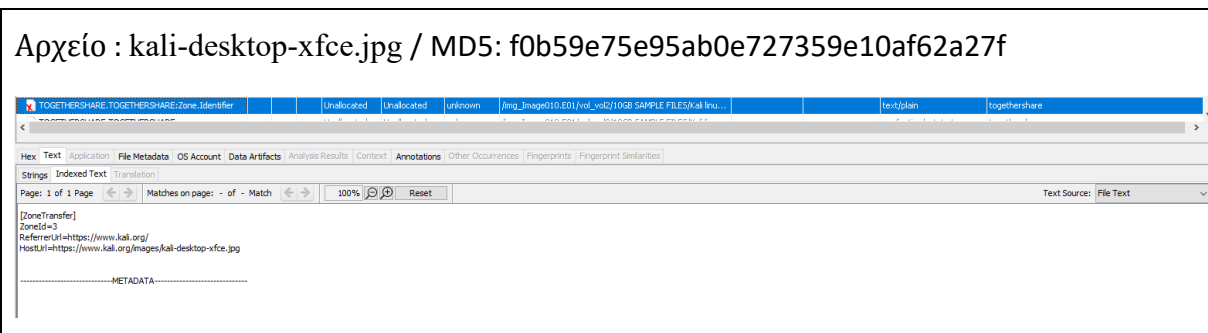 Αρχείο : kali-desktop-xfce.jpg / MD5: f0b59e75e95ab0e727359e10af62a27f
TOGETHERSHARE.TOGETHERSHARE:Zone.Identifier Unallocated Unallocated unknown /img_Image010.E01/vol_vol2/10GB SAMPLE FILES/Kali linu... text/plain togethershare
Hex Text Application File Metadata OS Account Data Artifacts Analysis Results Context Annotations Other Occurrences Fingerprints Fingerprint Similarities
Strings Indexed Text Translation
Page: 1 of 1 Page Matches on page: - of - Match 100% Reset Text Source: File Text
[ZoneTransfer]
ZoneId=3
ReferrerUrl=https://www.kali.org/
HostUrl=https://www.kali.org/images/kali-desktop-xfce.jpg
------------------------------METADATA------------------------------